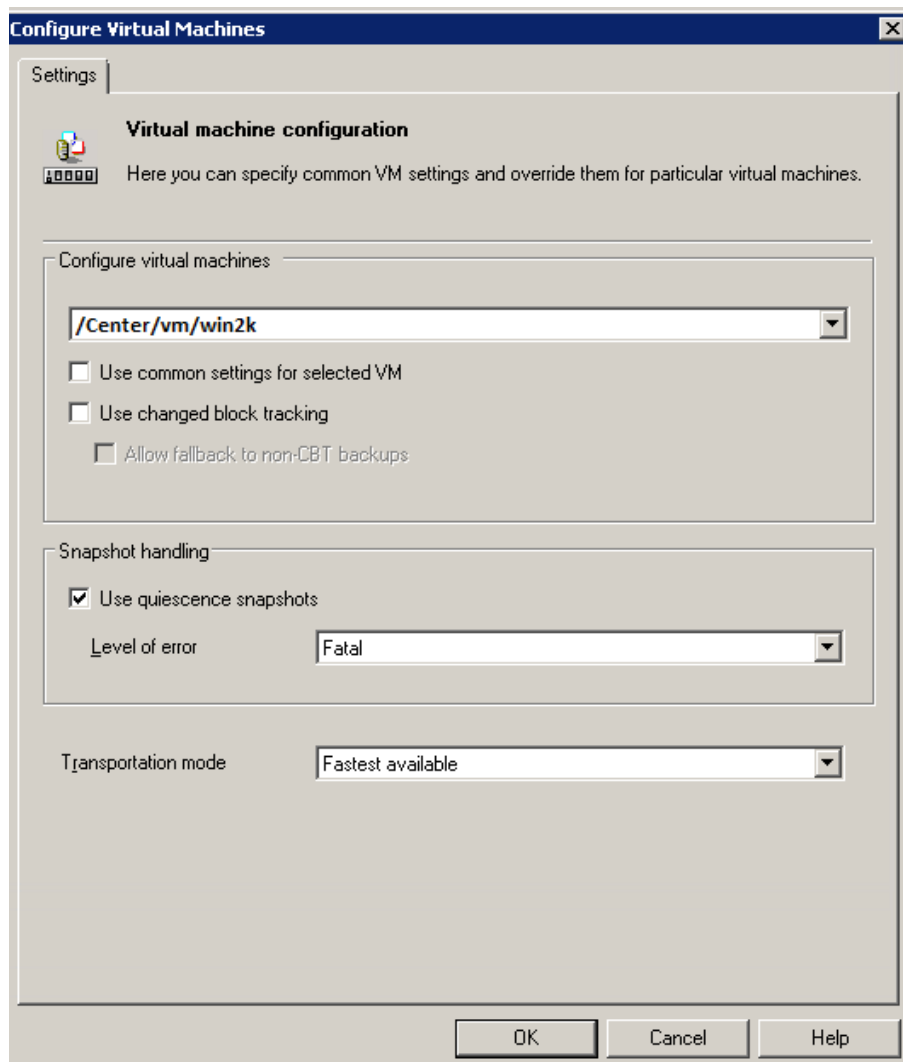 Configure Virtual Machines
Settings
Virtual machine configuration
Here you can specify common VM settings and override them for particular virtual machines.
Configure virtual machines
/Center/vm/win2k
Use common settings for selected VM
Use changed block tracking
Allow fallback to non-CBT backups
Snapshot handling
Use quiescence snapshots
Level of error
Fatal
Transportation mode
Fastest available
OK
Cancel
Help